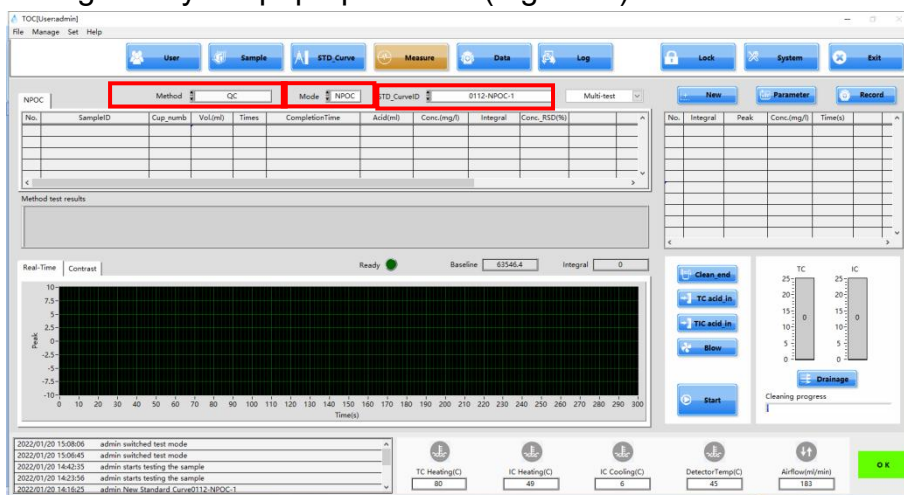 TOC[User:admin]
File Manage Set Help
User Sample STD_Curve Measure Data Log Lock System Exit
NPOC Method QC Mode NPOC STD_CurveID 0112-NPOC-1 Multi-test New Parameter Record
No. SampleID Cup_numb Vol.(ml) Times CompletionTime Acid(ml) Conc.(mg/l) Integral Conc._RSD(%)
No. Integral Peak Conc.(mg/l) Time(s)
Method test results
Real-Time Contrast Ready Baseline 63546.4 Integral 0
Peak
10
7.5
5
2.5
0
-2.5
-5
-7.5
-10
0 10 20 30 40 50 60 70 80 90 100 110 120 130 140 150 160 170 180 190 200 210 220 230 240 250 260 270 280 290 300
Time(s)
Clean_end
TC acid_in
TIC acid_in
Blow
Start
TC IC
25 25
20 20
15 15
0 0
10 10
5 5
0 0
Drainage
Cleaning progress
2022/01/20 15:08:06 admin switched test mode
2022/01/20 15:06:45 admin switched test mode
2022/01/20 14:42:35 admin starts testing the sample
2022/01/20 14:23:56 admin starts testing the sample
2022/01/20 14:16:25 admin New Standard Curve0112-NPOC-1
TC Heating(C) IC Heating(C) IC Cooling(C) DetectorTemp(C) Airflow(ml/min)
80 49 6 45 183
OK